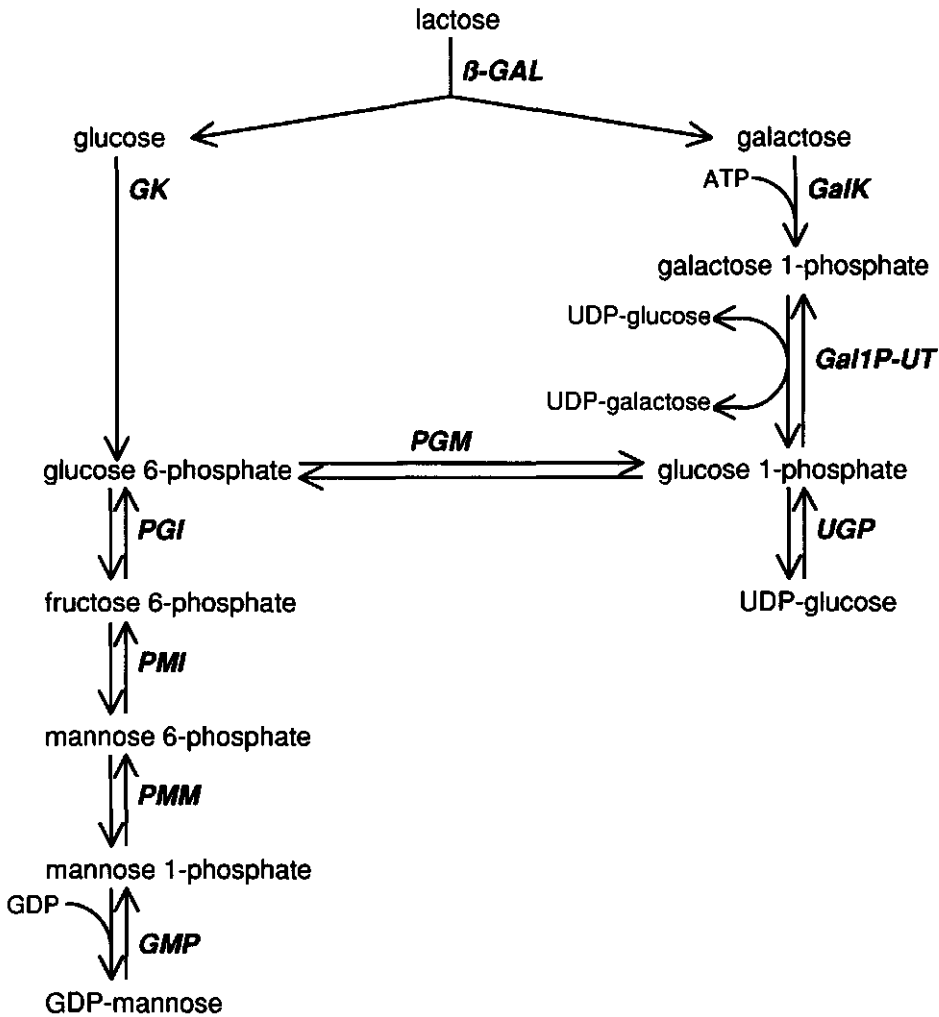 lactose
ß-GAL
glucose
galactose
GK
ATP
GalK
galactose 1-phosphate
UDP-glucose
Gal1P-UT
UDP-galactose
PGM
glucose 6-phosphate
glucose 1-phosphate
PGI
UGP
fructose 6-phosphate
UDP-glucose
PMI
mannose 6-phosphate
PMM
mannose 1-phosphate
GDP
GMP
GDP-mannose